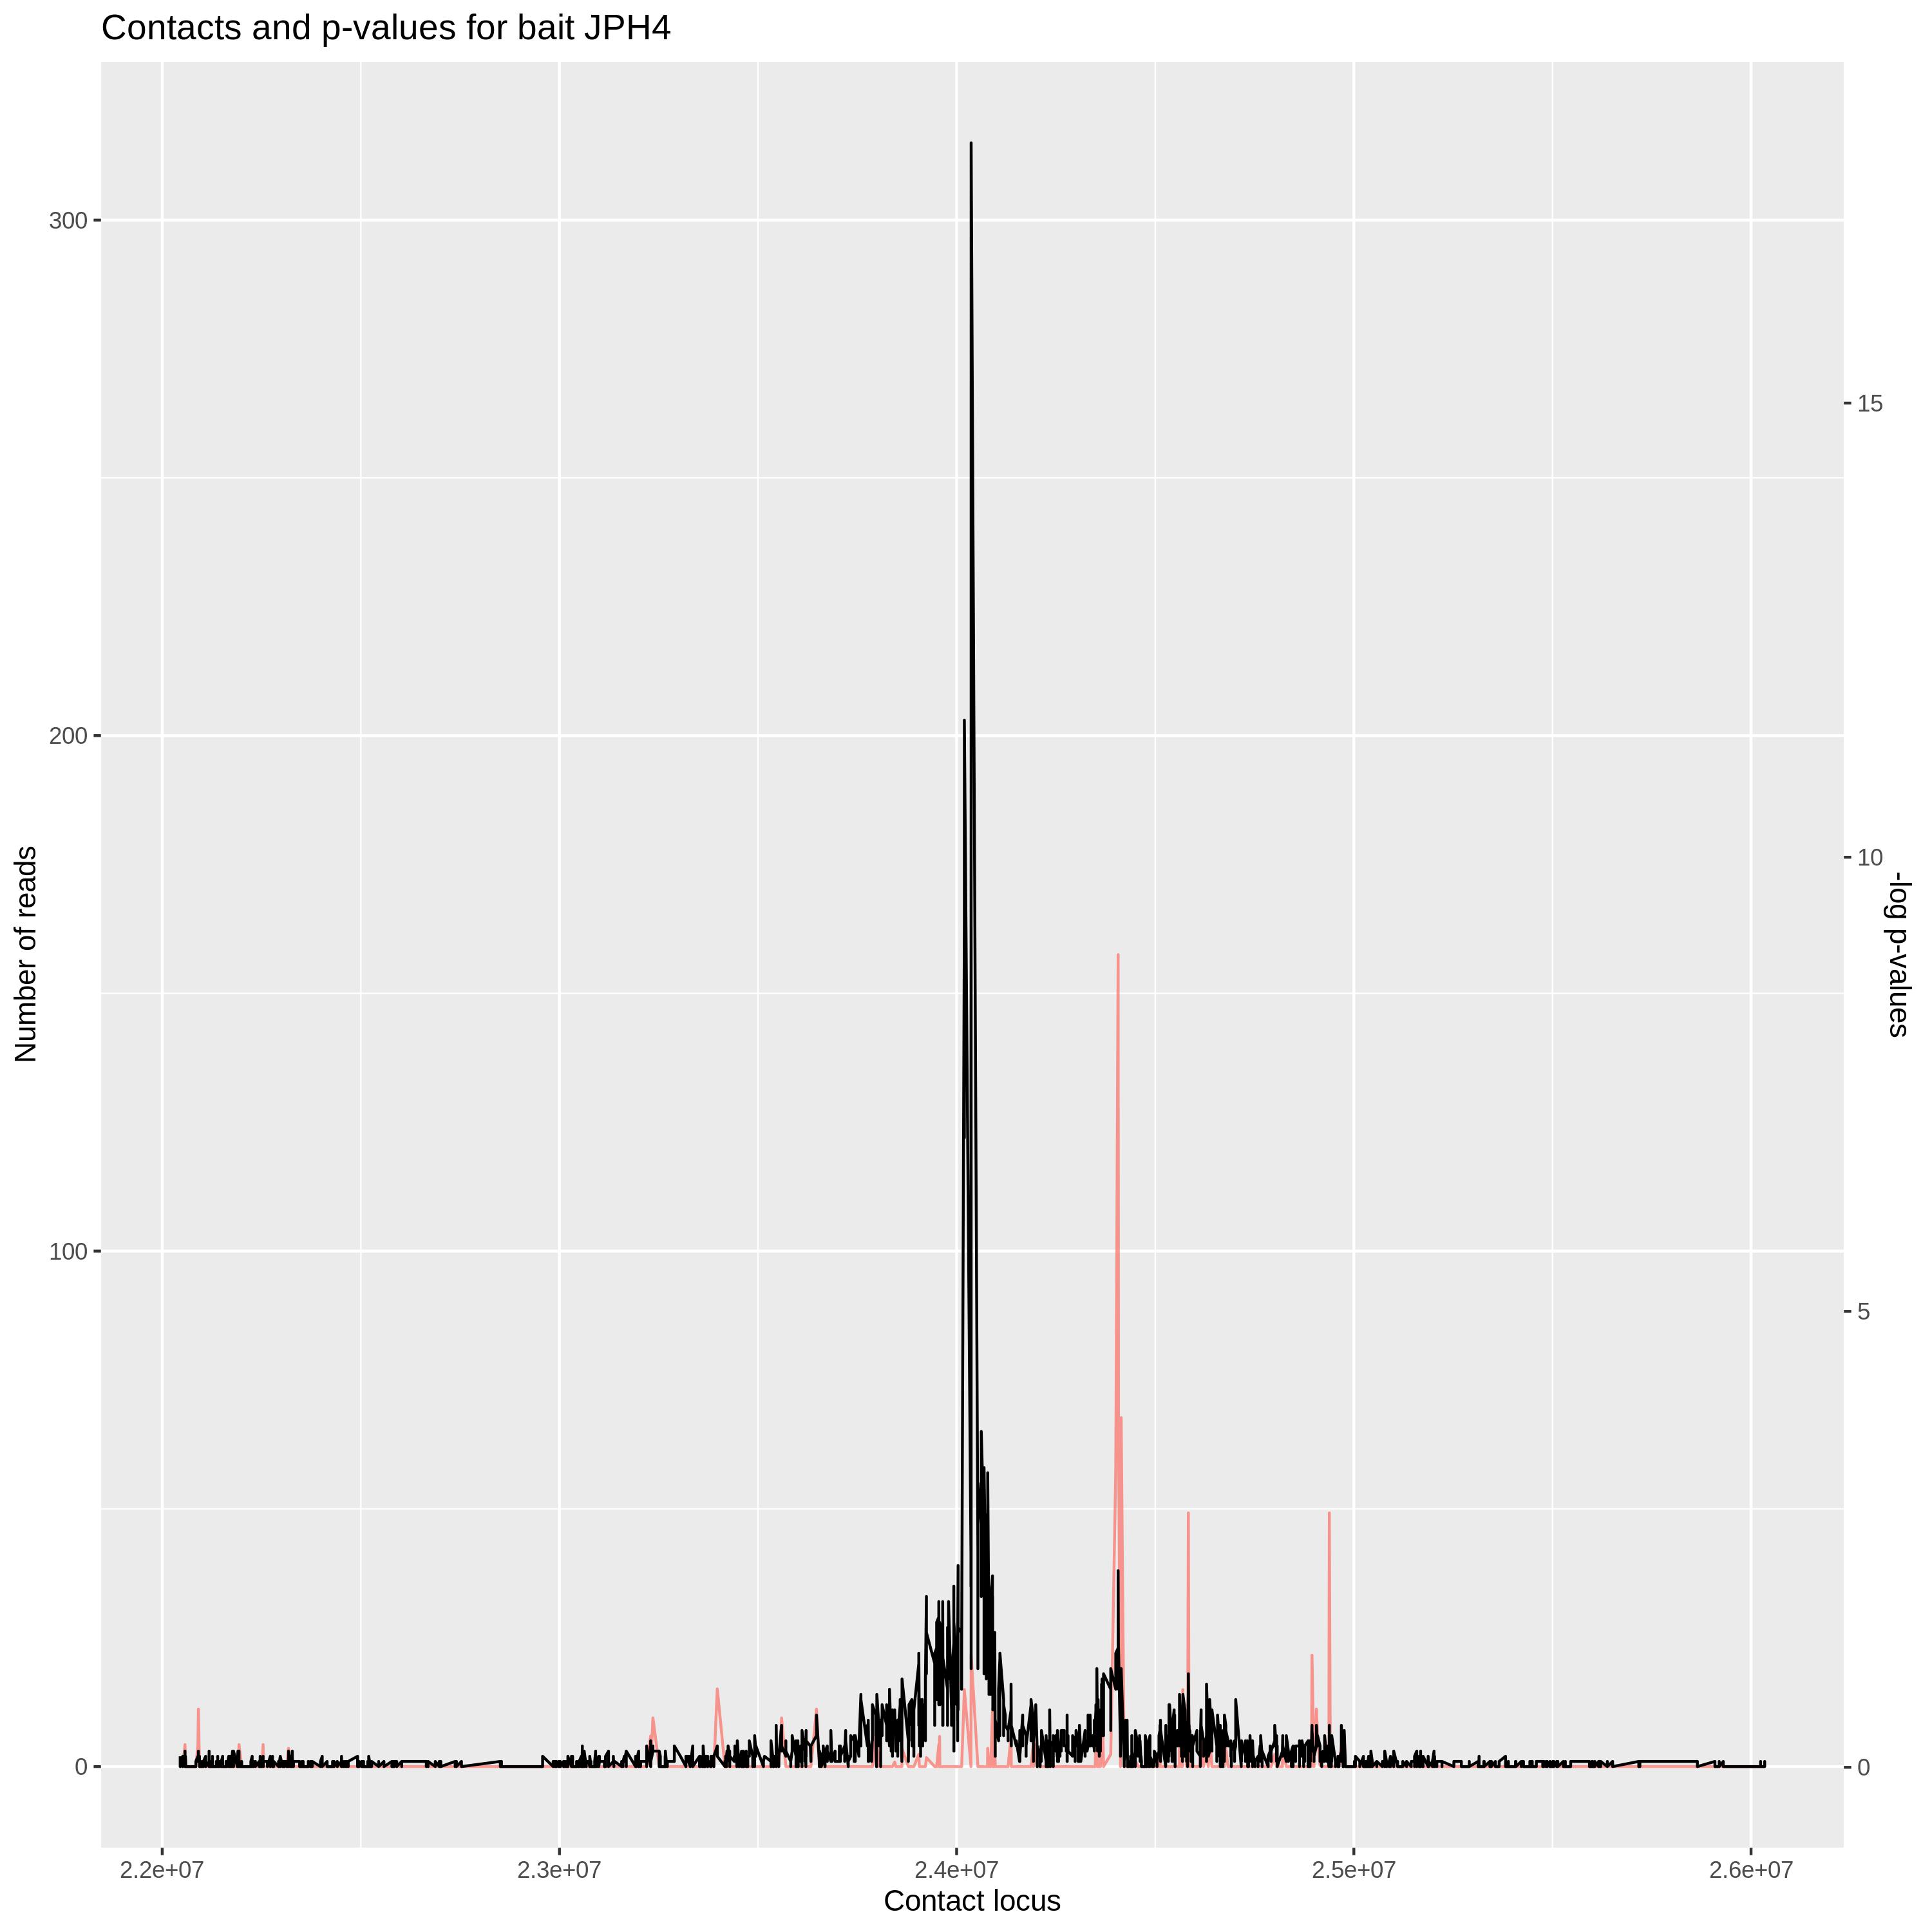 Contacts and p-values for bait JPH4
300
200
100
0
15
10
5
0
Number of reads
-log p-values
2.2e+07
2.3e+07
2.4e+07
2.5e+07
2.6e+07
Contact locus